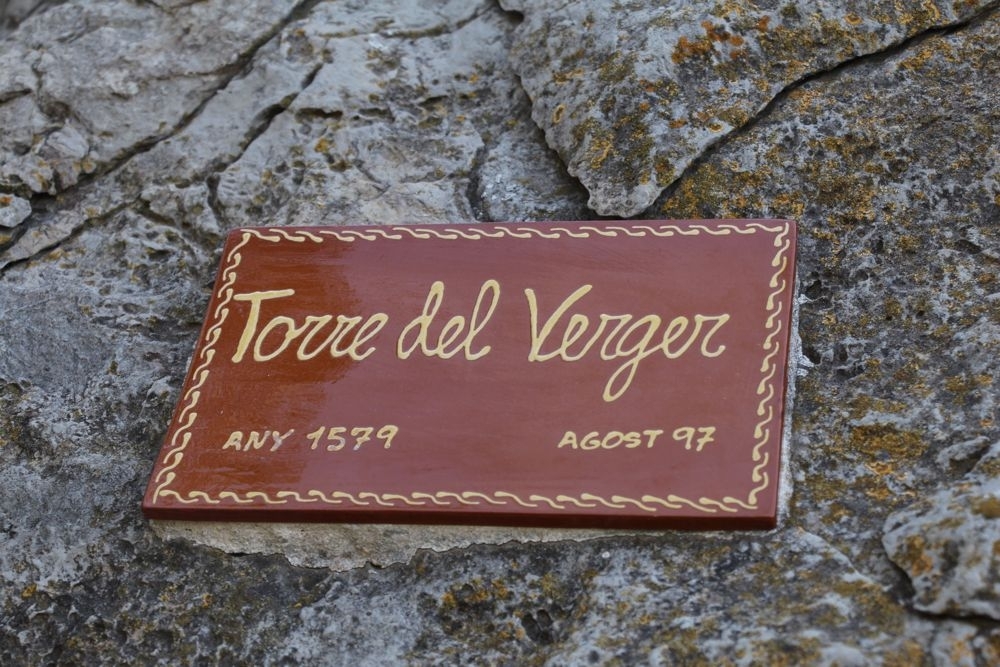 Torre del Verger
ANY 1579 AGOST 97